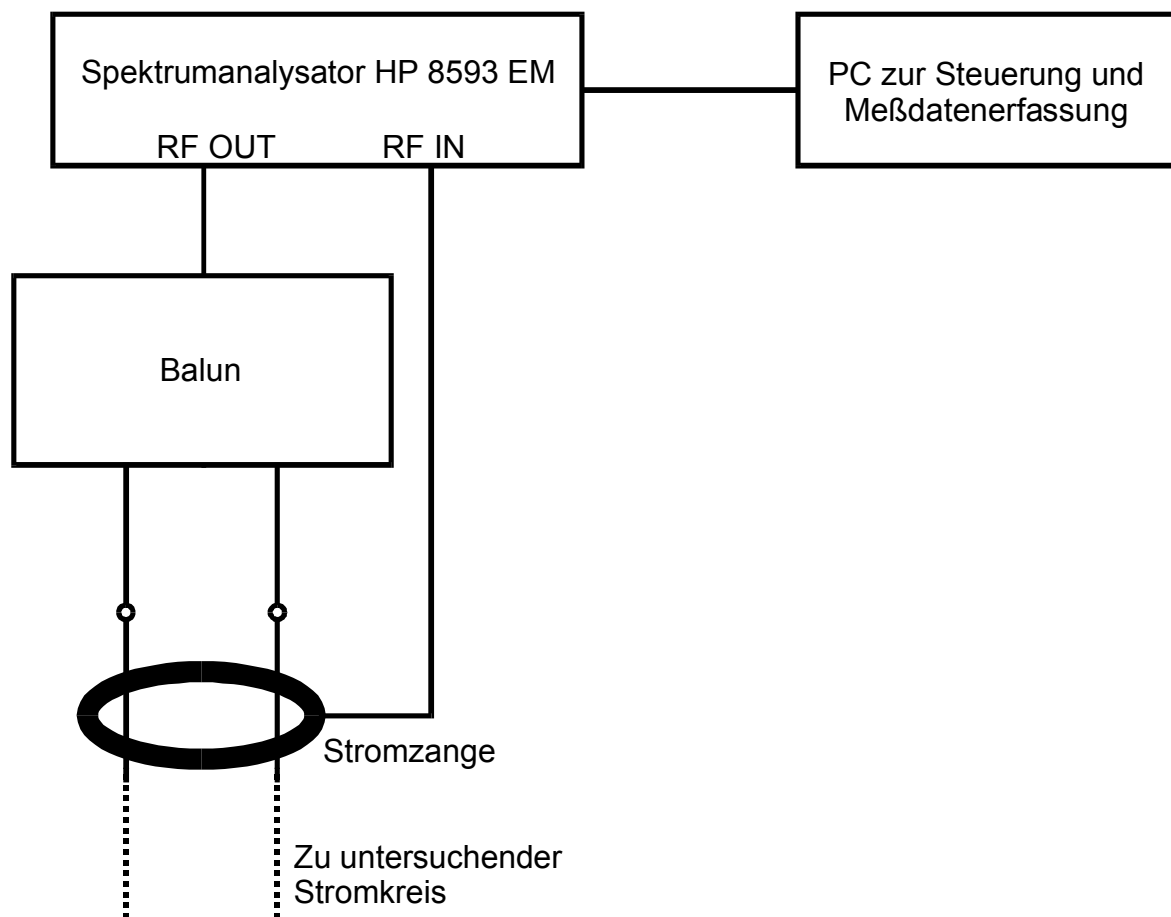 Spektrumanalysator HP 8593 EM
RF OUT
RF IN
PC zur Steuerung und
Meßdatenerfassung
Balun
Stromzange
Zu untersuchender
Stromkreis